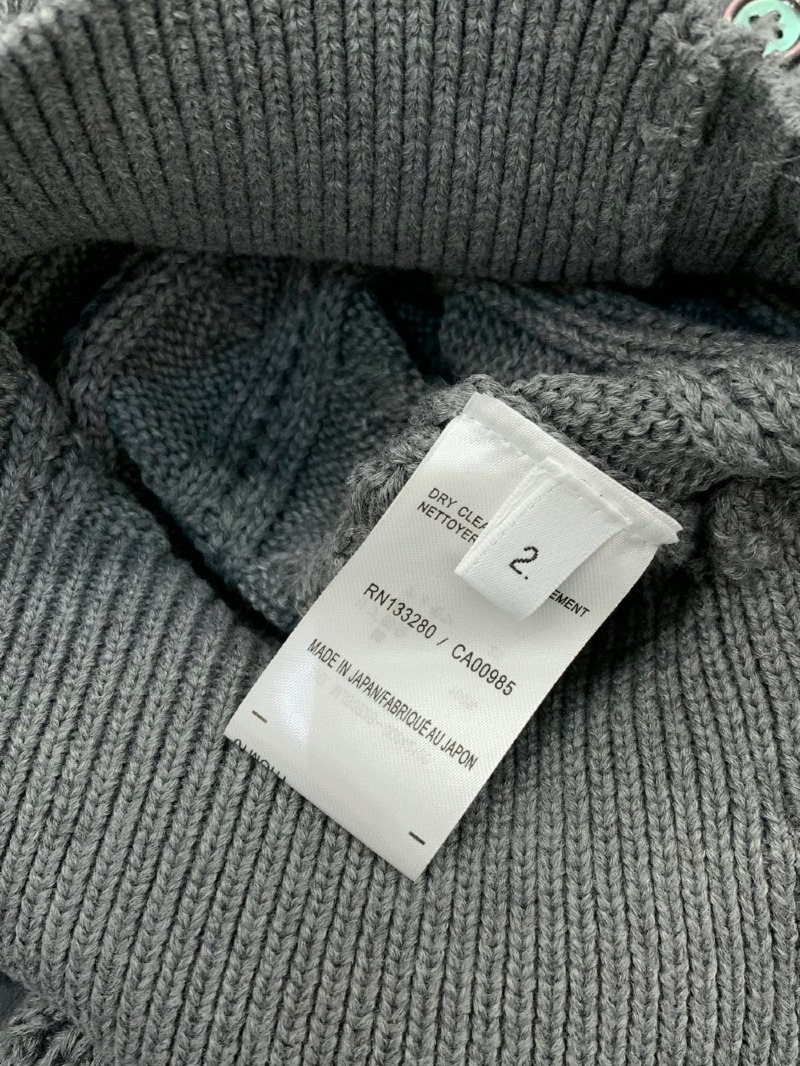 DRY CLEA
NETTOYER
2.
EMENT
RN133280 / CA00985
MADE IN JAPAN/FABRIQUÉ AU JAPON